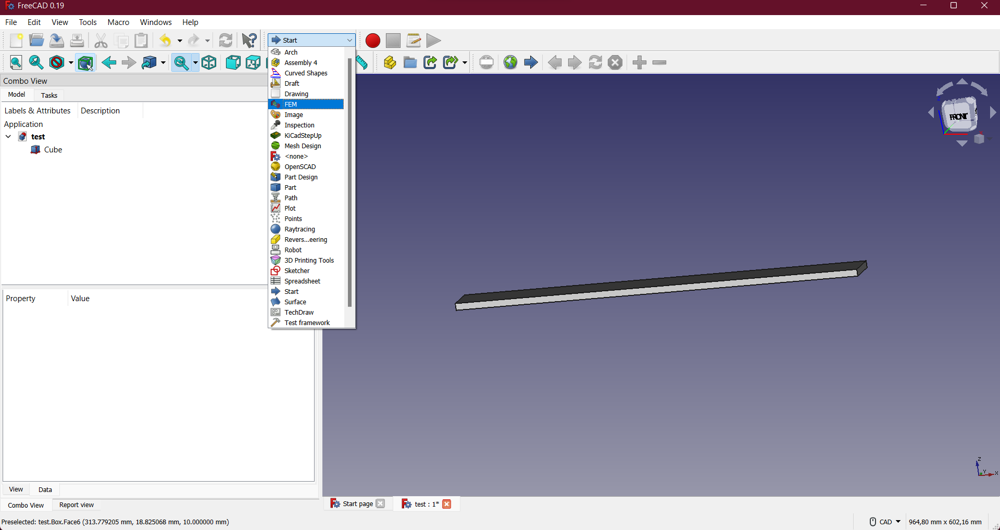 FreeCAD 0.19
File Edit View Tools Macro Windows Help
Start
Arch
Assembly 4
Curved Shapes
Draft
Drawing
FEM
Image
Inspection
KiCadStepUp
Mesh Design
<none>
OpenSCAD
Part Design
Part
Path
Plot
Points
Raytracing
Revers...eering
Robot
3D Printing Tools
Sketcher
Spreadsheet
Start
Surface
TechDraw
Test framework
Combo View
Model Tasks
Labels & Attributes Description
Application
test
Cube
Property Value
View Data
Combo View Report view
Z
FRONT
Z
Y
X
Start page test : 1*
Preselected: test.Box.Face6 (313.779205 mm, 18.825068 mm, 10.000000 mm)
CAD 964,80 mm x 602,16 mm